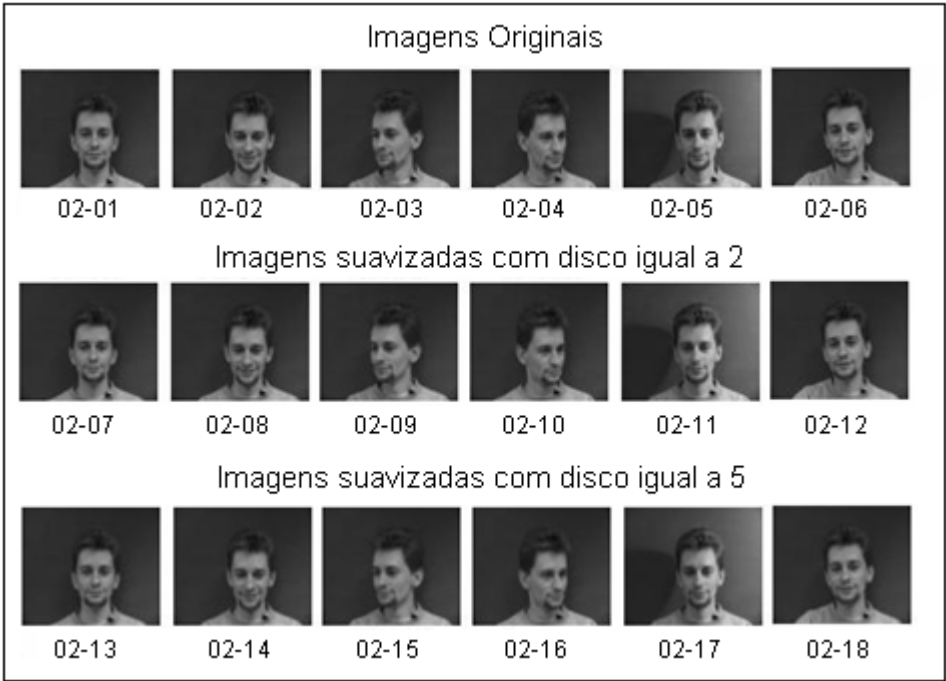 Imagens Originais
02-01 02-02 02-03 02-04 02-05 02-06
Imagens suavizadas com disco igual a 2
02-07 02-08 02-09 02-10 02-11 02-12
Imagens suavizadas com disco igual a 5
02-13 02-14 02-15 02-16 02-17 02-18